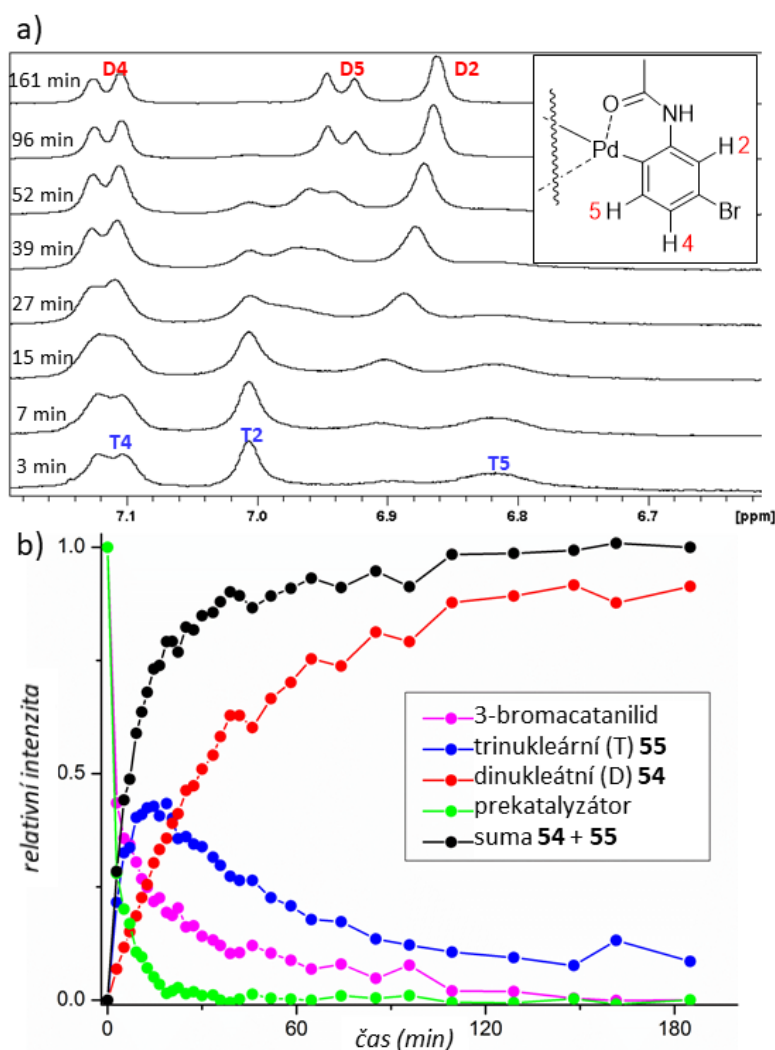 a)
161 min
D4
D5
D2
96 min
52 min
39 min
27 min
15 min
7 min
3 min
T4
T2
T5
O
NH
Pd
H 2
5 H
Br
H 4
7.1 7.0 6.9 6.8 6.7 [ppm]
b)
1.0
0.5
0.0
relativní intenzita
3-bromacatanilid
trinukleární (T) 55
dinukleátní (D) 54
prekatalyzátor
suma 54 + 55
0 60 120 180
čas (min)